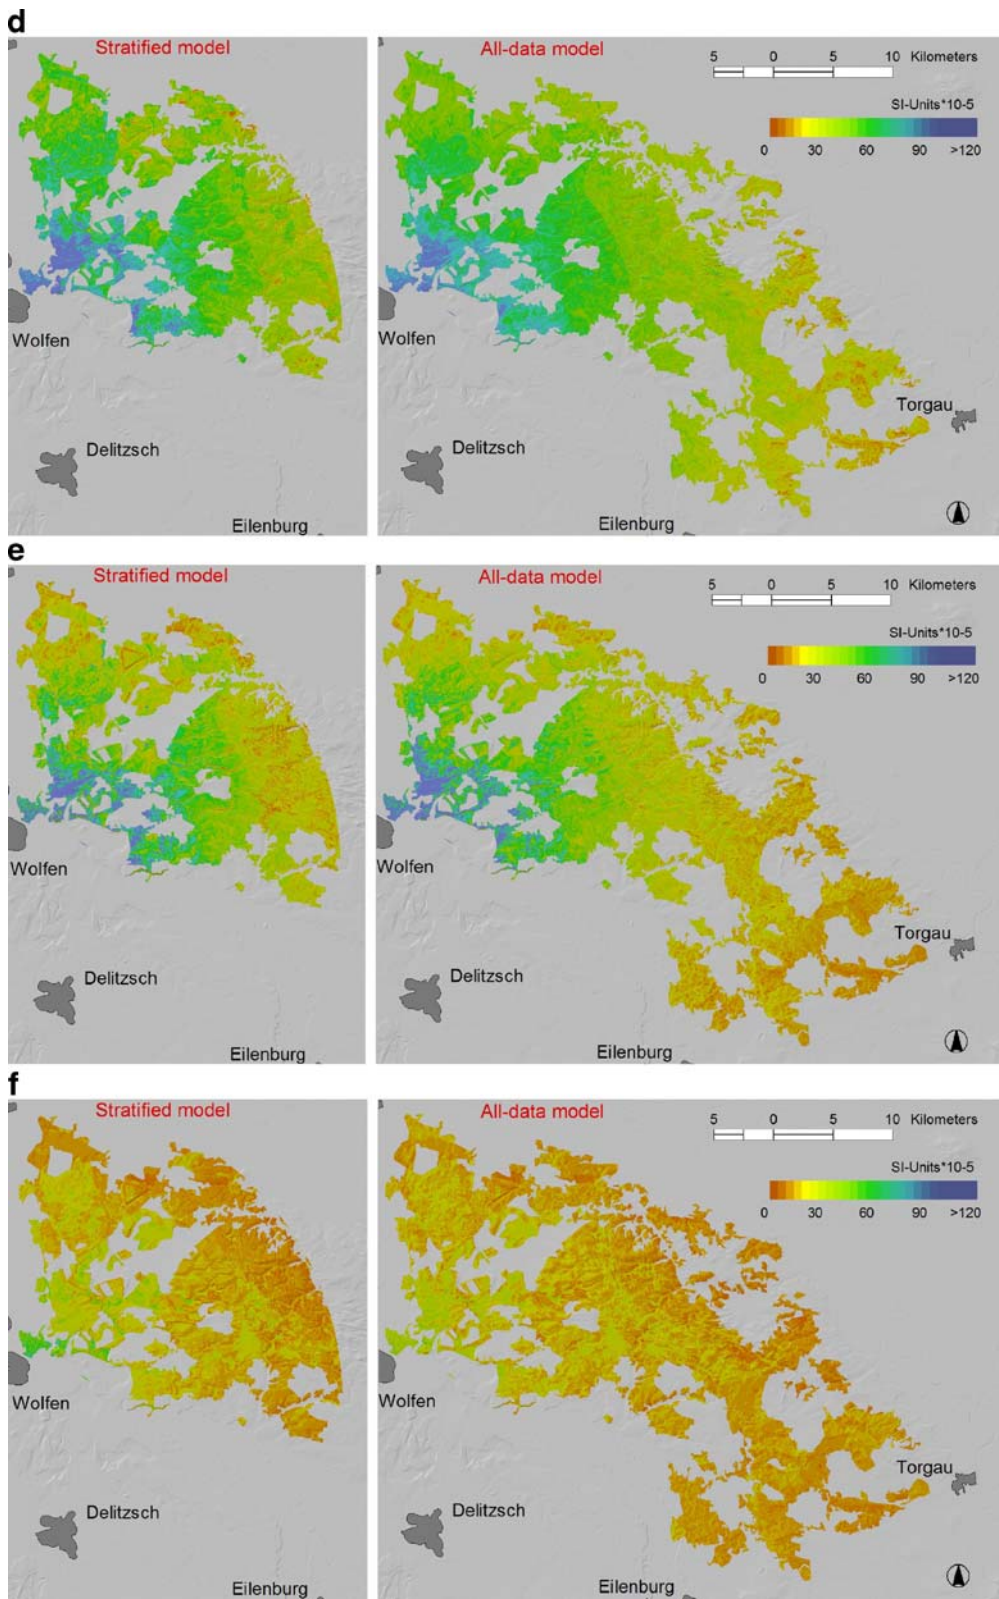 d
Stratified model
All-data model
5 0 5 10 Kilometers
SI-Units*10-5
0 30 60 90 >120
Wolfen
Wolfen
Torgau
Delitzsch
Delitzsch
Eilenburg
Eilenburg
e
Stratified model
All-data model
5 0 5 10 Kilometers
SI-Units*10-5
0 30 60 90 >120
Wolfen
Wolfen
Torgau
Delitzsch
Delitzsch
Eilenburg
Eilenburg
f
Stratified model
All-data model
5 0 5 10 Kilometers
SI-Units*10-5
0 30 60 90 >120
Wolfen
Wolfen
Torgau
Delitzsch
Delitzsch
Eilenburg
Eilenburg